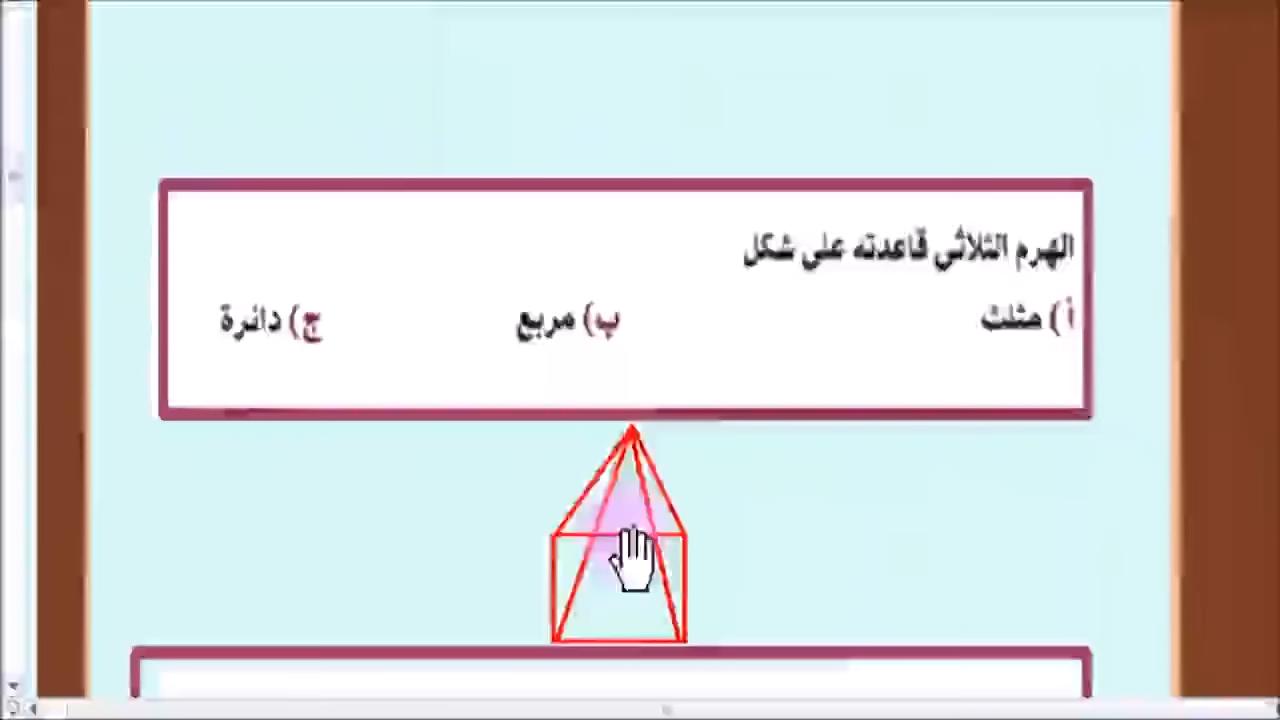 الهرم الثلاثي قاعدته على شكل
أ) مثلث ب) مربع ج) دائرة